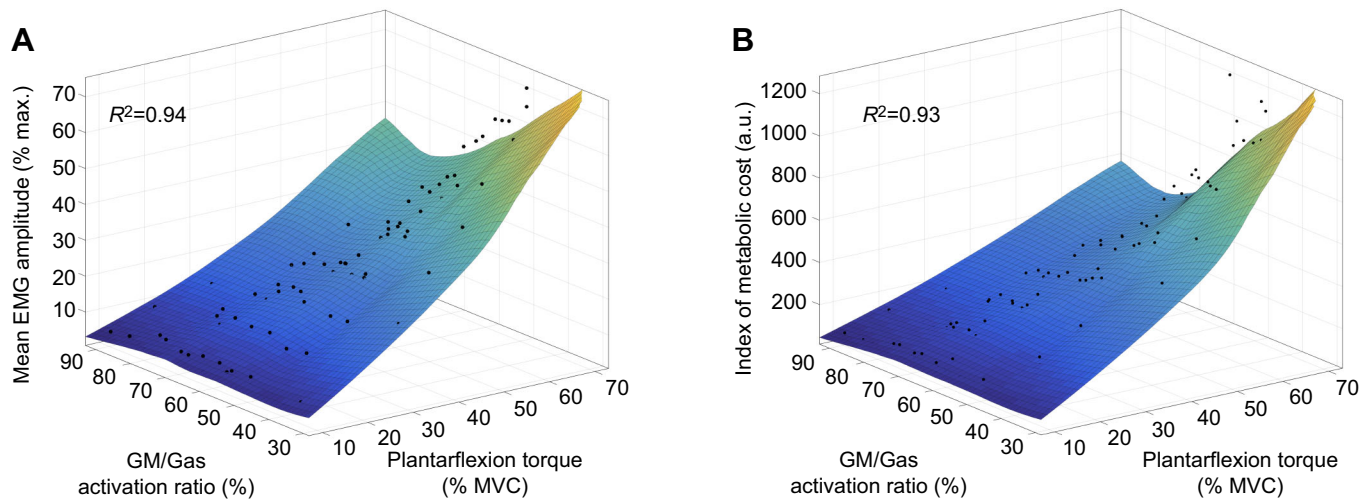 A
Mean EMG amplitude (% max.)
R²=0.94
70
60
50
40
30
20
10
90
80
70
60
50
40
30
10
20
30
40
50
60
70
GM/Gas
activation ratio (%)
Plantarflexion torque
(% MVC)
B
Index of metabolic cost (a.u.)
R²=0.93
1200
1000
800
600
400
200
90
80
70
60
50
40
30
10
20
30
40
50
60
70
GM/Gas
activation ratio (%)
Plantarflexion torque
(% MVC)